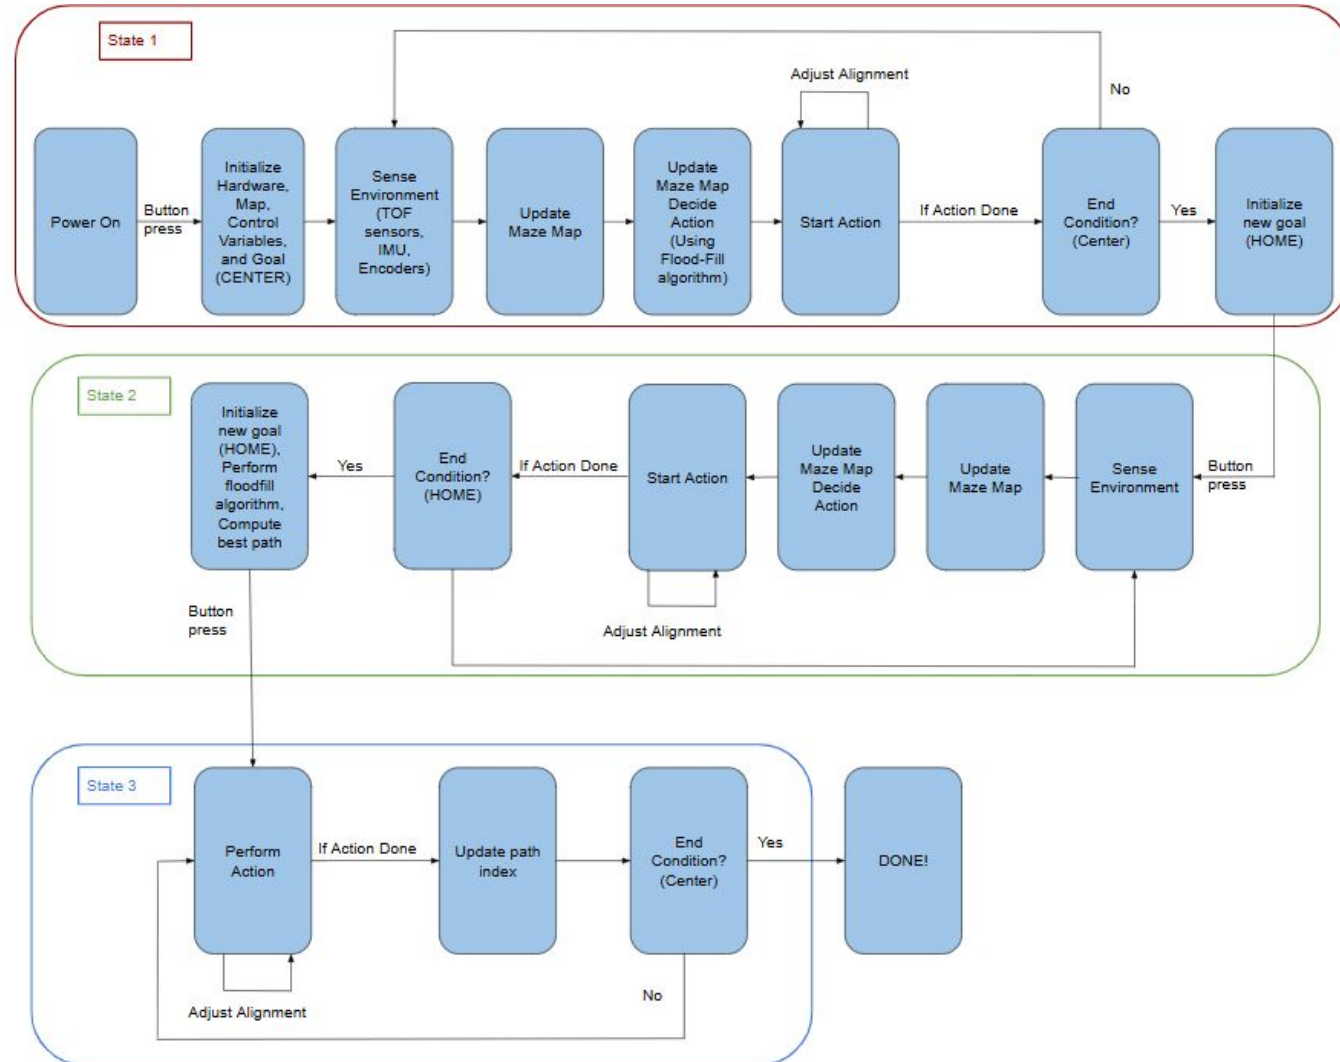 State 1
Adjust Alignment
No
Power On
Button
press
Initialize
Hardware,
Map,
Control
Variables,
and Goal
(CENTER)
Sense
Environment
(TOF
sensors,
IMU,
Encoders)
Update
Maze Map
Update
Maze Map
Decide
Action
(Using
Flood-Fill
algorithm)
Start Action
If Action Done
End
Condition?
(Center)
Yes
Initialize
new goal
(HOME)
State 2
Button
press
Sense
Environment
Update
Maze Map
Update
Maze Map
Decide
Action
Start Action
Adjust Alignment
If Action Done
End
Condition?
(HOME)
Yes
Initialize
new goal
(HOME),
Perform
floodfill
algorithm,
Compute
best path
Button
press
State 3
Perform
Action
Adjust Alignment
If Action Done
Update path
index
End
Condition?
(Center)
No
Yes
DONE!